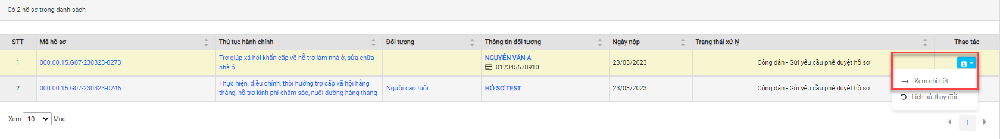 Có 2 hồ sơ trong danh sách
STT Mã hồ sơ Thủ tục hành chính Đối tượng Thông tin đối tượng Ngày nộp Trạng thái xử lý Thao tác
1 000.00.15.G07-230323-0273 Trợ giúp xã hội khẩn cấp về hỗ trợ làm nhà ở, sửa chữa nhà ở NGUYỄN VĂN A 012345678910 23/03/2023 Công dân - Gửi yêu cầu phê duyệt hồ sơ
Xem chi tiết
2 000.00.15.G07-230323-0246 Thực hiện, điều chỉnh, thôi hưởng trợ cấp xã hội hằng tháng, hỗ trợ kinh phí chăm sóc, nuôi dưỡng hàng tháng Người cao tuổi HỒ SƠ TEST 23/03/2023 Công dân - Gửi yêu cầu phê duyệt hồ sơ
Lịch sử thay đổi
Xem 10 Mục
1